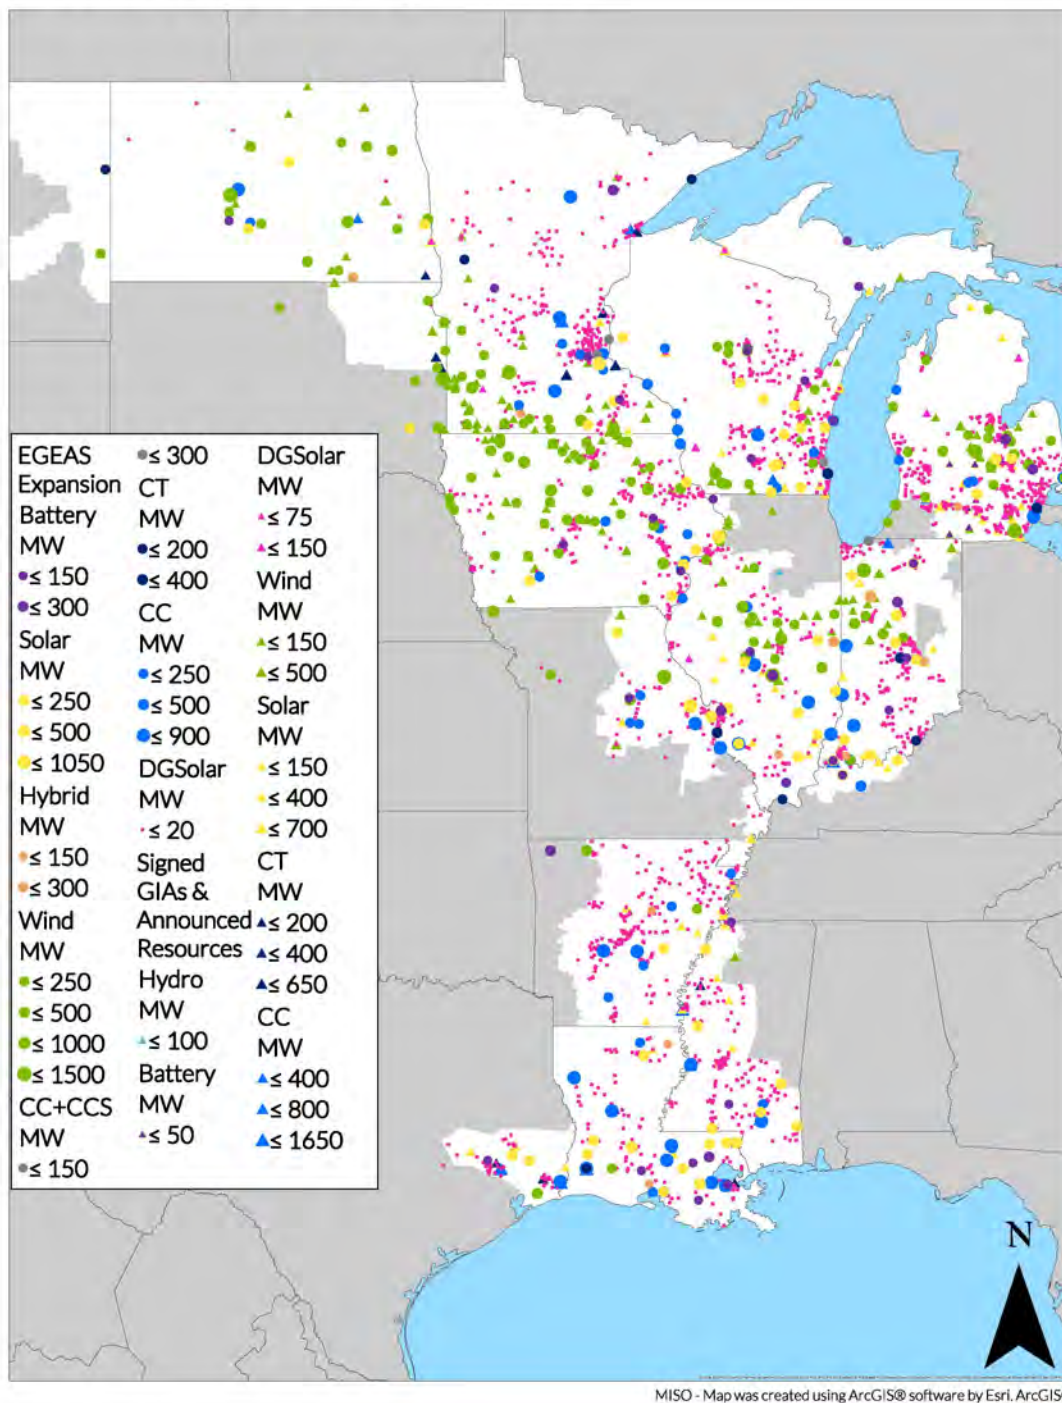 EGEAS
Expansion
Battery
MW
≤ 150
≤ 300
Solar
MW
≤ 250
≤ 500
≤ 1050
Hybrid
MW
≤ 150
≤ 300
Wind
MW
≤ 250
≤ 500
≤ 1000
≤ 1500
CC+CCS
MW
≤ 150
≤ 300
CT
MW
≤ 200
≤ 400
CC
MW
≤ 250
≤ 500
≤ 900
DGSolar
MW
≤ 20
Signed
GIAs &
Announced
Resources
Hydro
MW
≤ 100
Battery
MW
≤ 50
DGSolar
MW
≤ 75
≤ 150
Wind
MW
≤ 150
≤ 500
Solar
MW
≤ 150
≤ 400
≤ 700
CT
MW
≤ 200
≤ 400
≤ 650
CC
MW
≤ 400
≤ 800
≤ 1650
N
MISO - Map was created using ArcGIS® software by Esri. ArcGIS